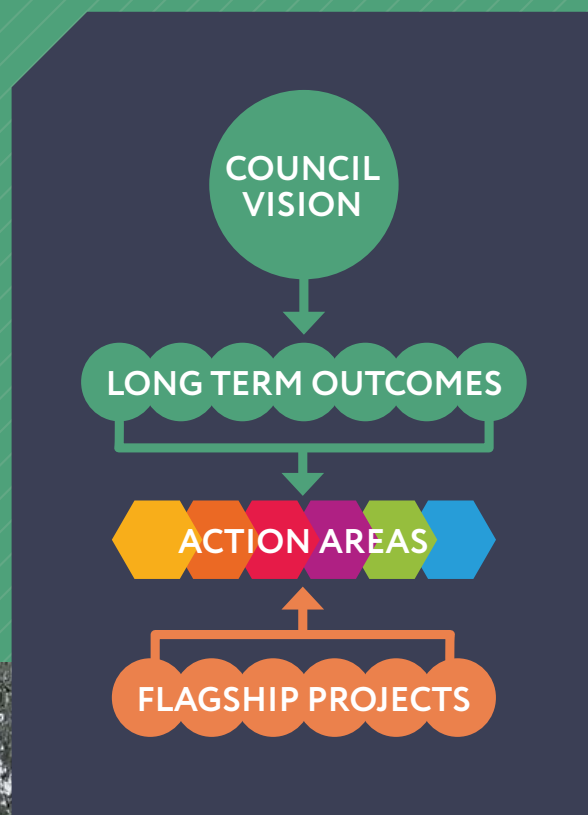 COUNCIL
VISION
LONG TERM OUTCOMES
ACTION AREAS
FLAGSHIP PROJECTS